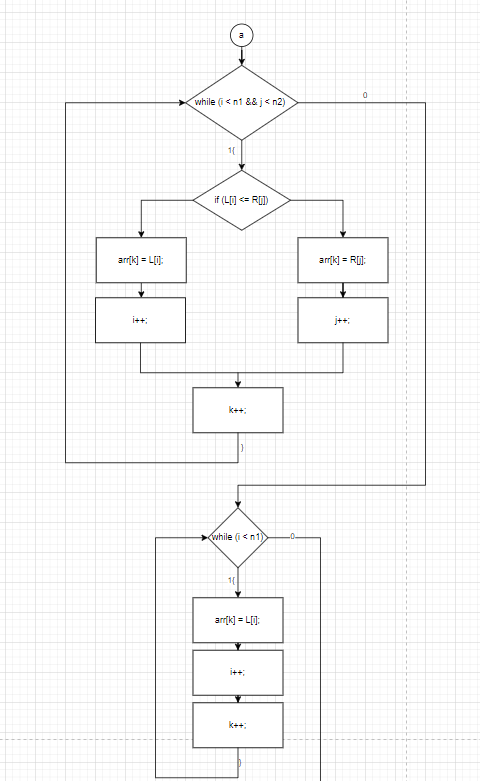 a
while (i < n1 && j < n2)
0
1{
if (L[i] <= R[j])
arr[k] = L[i];
arr[k] = R[j];
i++;
j++;
k++;
}
while (i < n1)
0
1{
arr[k] = L[i];
i++;
k++;
}